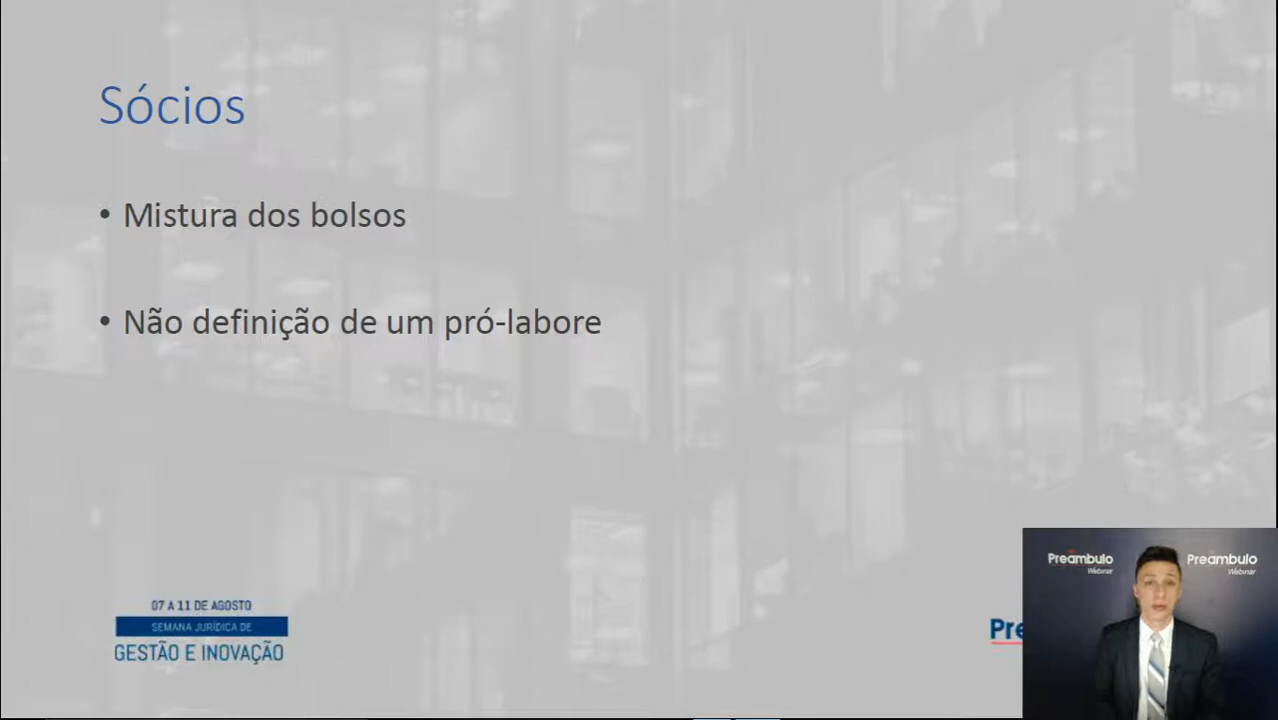 Sócios
• Mistura dos bolsos
• Não definição de um pró-labore
07 A 11 DE AGOSTO
SEMANA JURÍDICA DE
GESTÃO E INOVAÇÃO
Pre
Preambulo
Webinar
Preambulo
Webinar